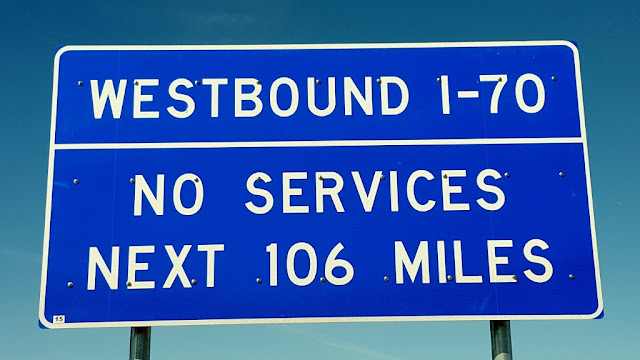 WESTBOUND I-70
NO SERVICES
NEXT 106 MILES
15